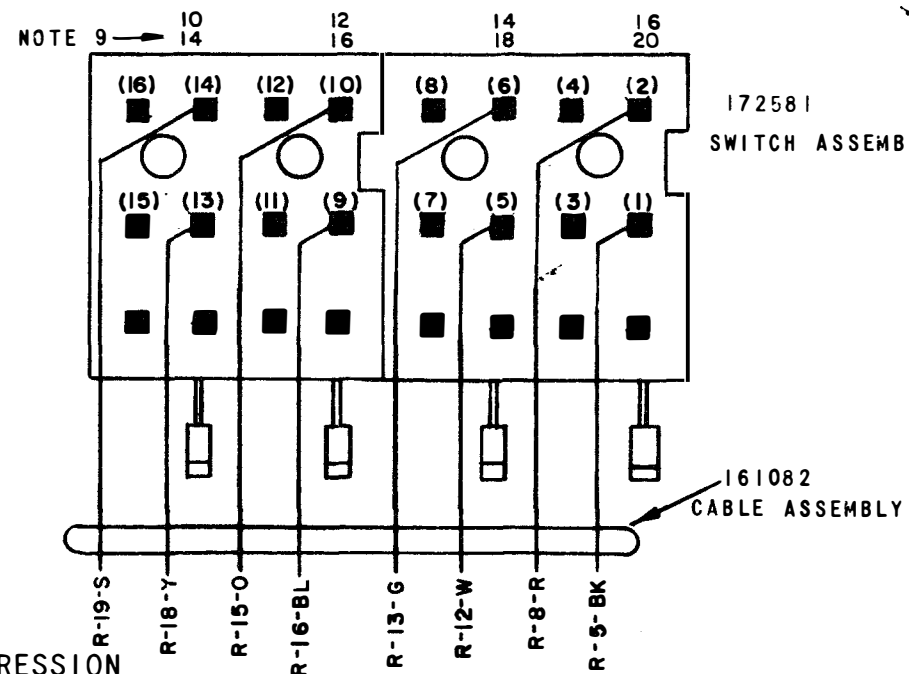 10 12 14 16
NOTE 9 14 16 18 20
(16) (14) (12) (10) (8) (6) (4) (2)
172581
SWITCH ASSEMB
(15) (13) (11) (9) (7) (5) (3) (1)
161082
CABLE ASSEMBLY
R-19-S
R-18-Y
R-15-O
R-16-BL
R-13-G
R-12-W
R-8-R
R-5-BK
RESSION